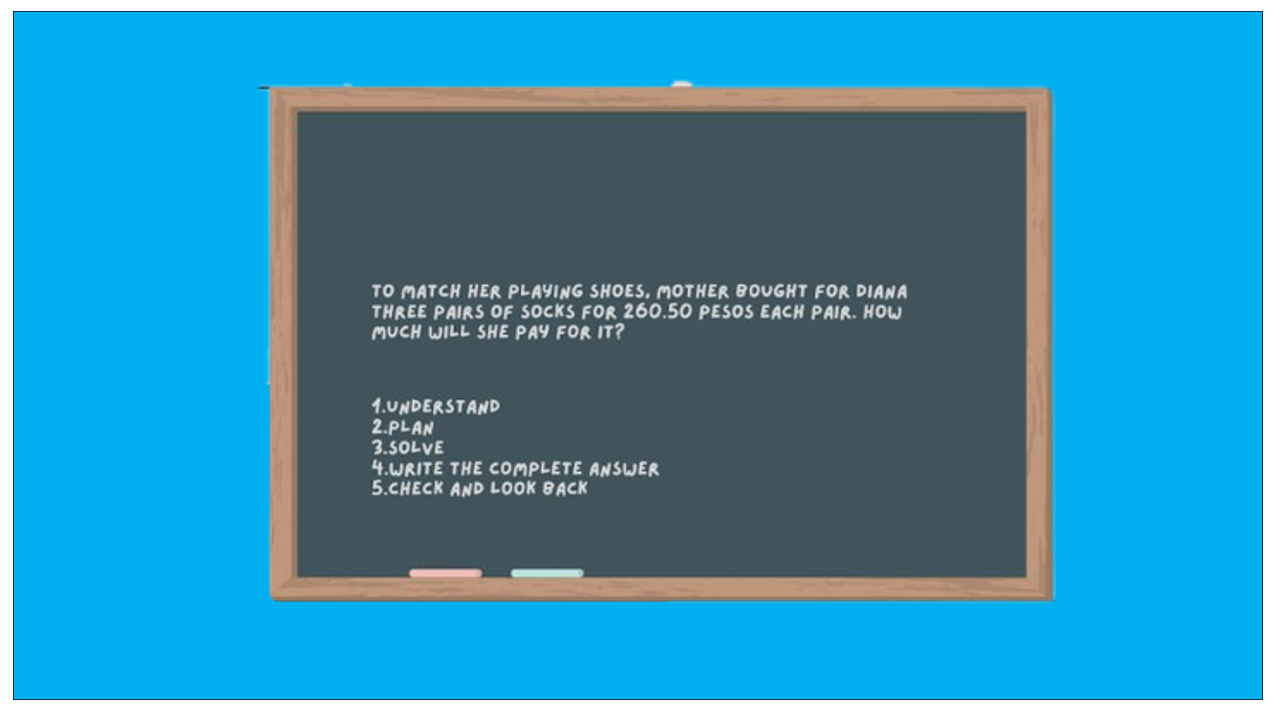 TO MATCH HER PLAYING SHOES, MOTHER BOUGHT FOR DIANA
THREE PAIRS OF SOCKS FOR 260.50 PESOS EACH PAIR. HOW
MUCH WILL SHE PAY FOR IT?
1.UNDERSTAND
2.PLAN
3.SOLVE
4.WRITE THE COMPLETE ANSWER
5.CHECK AND LOOK BACK